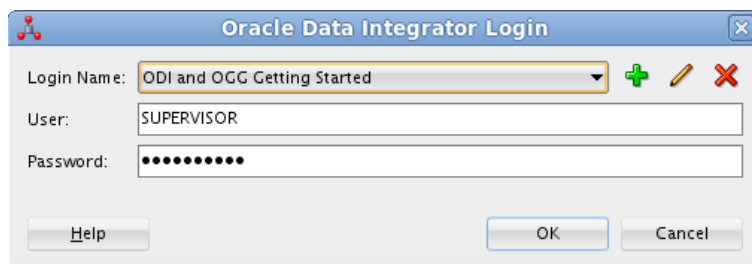 Oracle Data Integrator Login
Login Name: ODI and OGG Getting Started
User: SUPERVISOR
Password: ••••••••••
Help OK Cancel